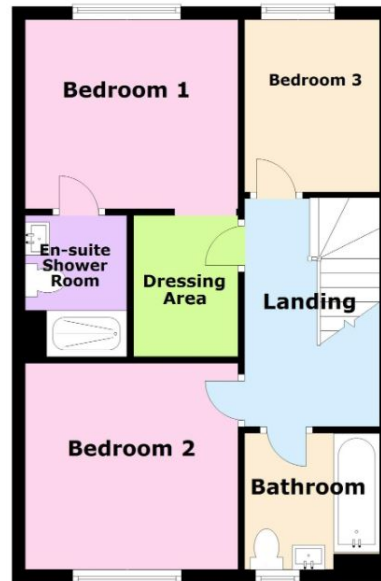 Bedroom 1
Bedroom 3
En-suite
Shower
Room
Dressing
Area
Landing
Bedroom 2
Bathroom